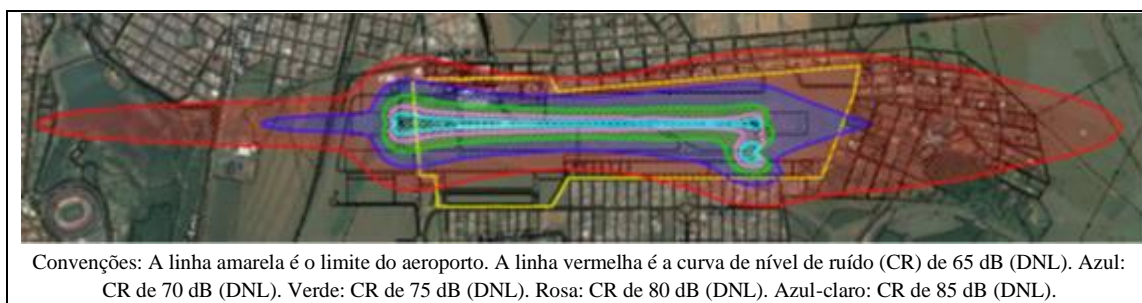 Convenções: A linha amarela é o limite do aeroporto. A linha vermelha é a curva de nível de ruído (CR) de 65 dB (DNL). Azul:
CR de 70 dB (DNL). Verde: CR de 75 dB (DNL). Rosa: CR de 80 dB (DNL). Azul-claro: CR de 85 dB (DNL).